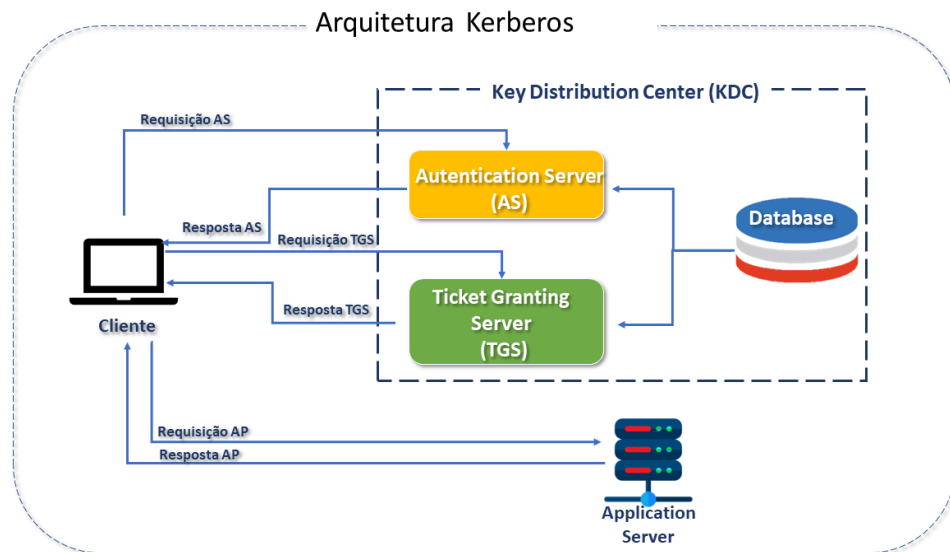 Arquitetura Kerberos
Key Distribution Center (KDC)
Requisição AS
Autentication Server
(AS)
Database
Resposta AS
Requisição TGS
Ticket Granting
Server
(TGS)
Resposta TGS
Cliente
Requisição AP
Resposta AP
Application
Server